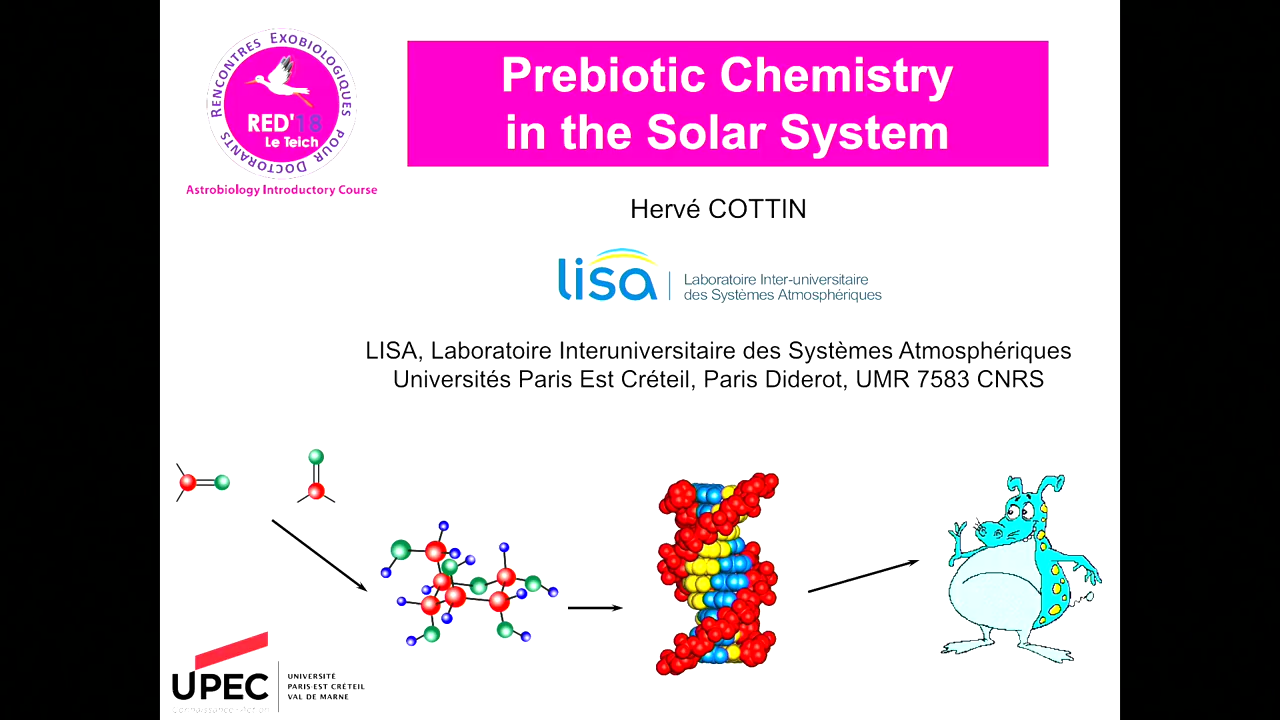 RENCONTRES EXOBIOLOGIQUES POUR DOCTORANTS
RED'18
Le Teich
Astrobiology Introductory Course
Prebiotic Chemistry
in the Solar System
Hervé COTTIN
lisa
Laboratoire Inter-universitaire
des Systèmes Atmosphériques
LISA, Laboratoire Interuniversitaire des Systèmes Atmosphériques
Universités Paris Est Créteil, Paris Diderot, UMR 7583 CNRS
UPEC
Connaissance - Action
UNIVERSITÉ
PARIS-EST CRÉTEIL
VAL DE MARNE